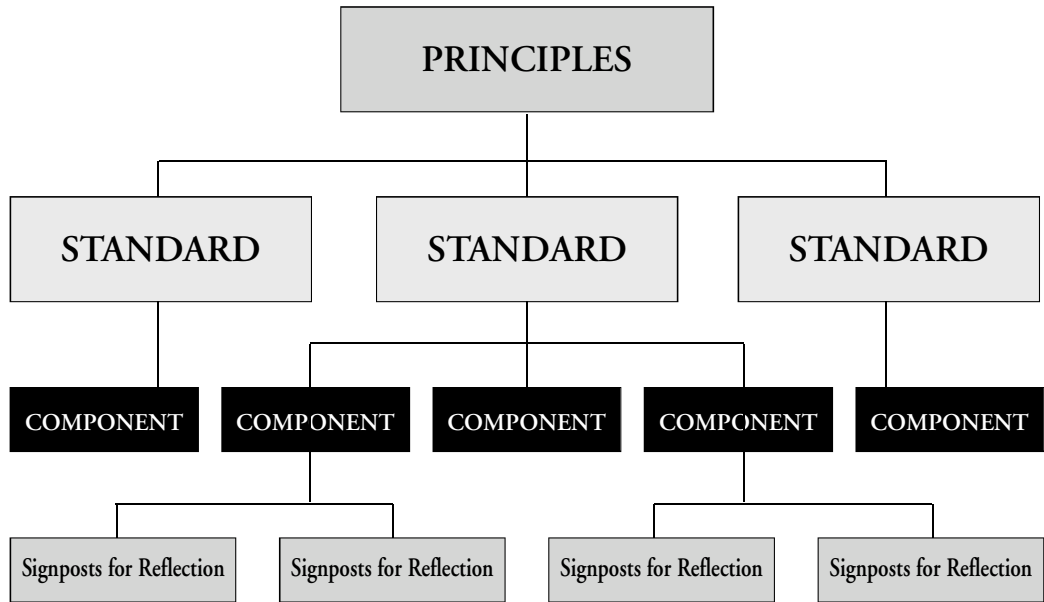 PRINCIPLES
STANDARD STANDARD STANDARD
COMPONENT COMPONENT COMPONENT COMPONENT COMPONENT
Signposts for Reflection Signposts for Reflection Signposts for Reflection Signposts for Reflection